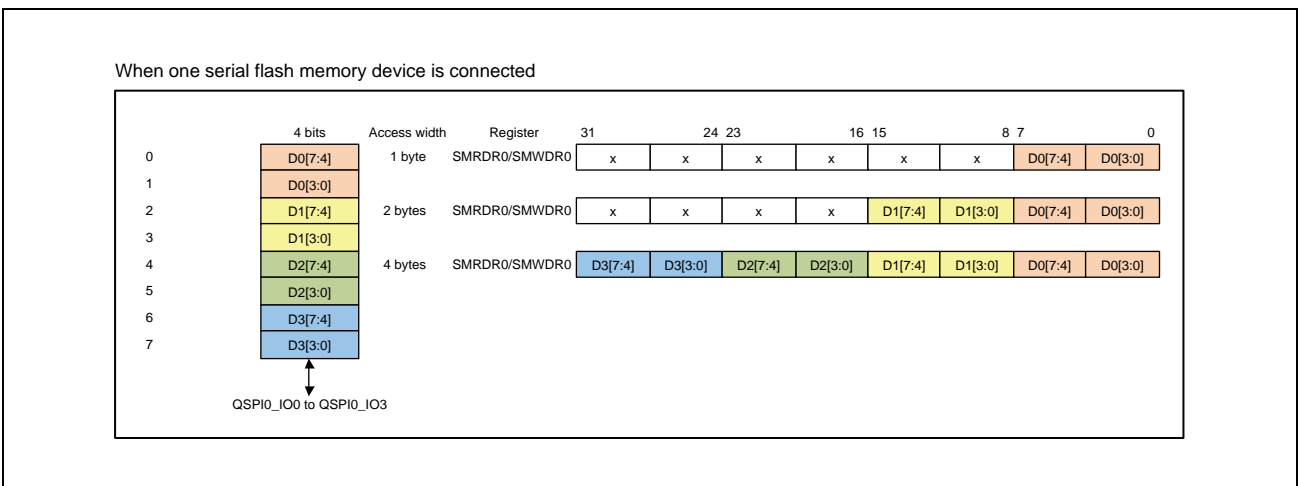 When one serial flash memory device is connected
4 bits Access width Register 31 24 23 16 15 8 7 0
0 D0[7:4] 1 byte SMRDR0/SMWDR0 x x x x x x D0[7:4] D0[3:0]
1 D0[3:0]
2 D1[7:4] 2 bytes SMRDR0/SMWDR0 x x x x D1[7:4] D1[3:0] D0[7:4] D0[3:0]
3 D1[3:0]
4 D2[7:4] 4 bytes SMRDR0/SMWDR0 D3[7:4] D3[3:0] D2[7:4] D2[3:0] D1[7:4] D1[3:0] D0[7:4] D0[3:0]
5 D2[3:0]
6 D3[7:4]
7 D3[3:0]
QSPI0_IO0 to QSPI0_IO3